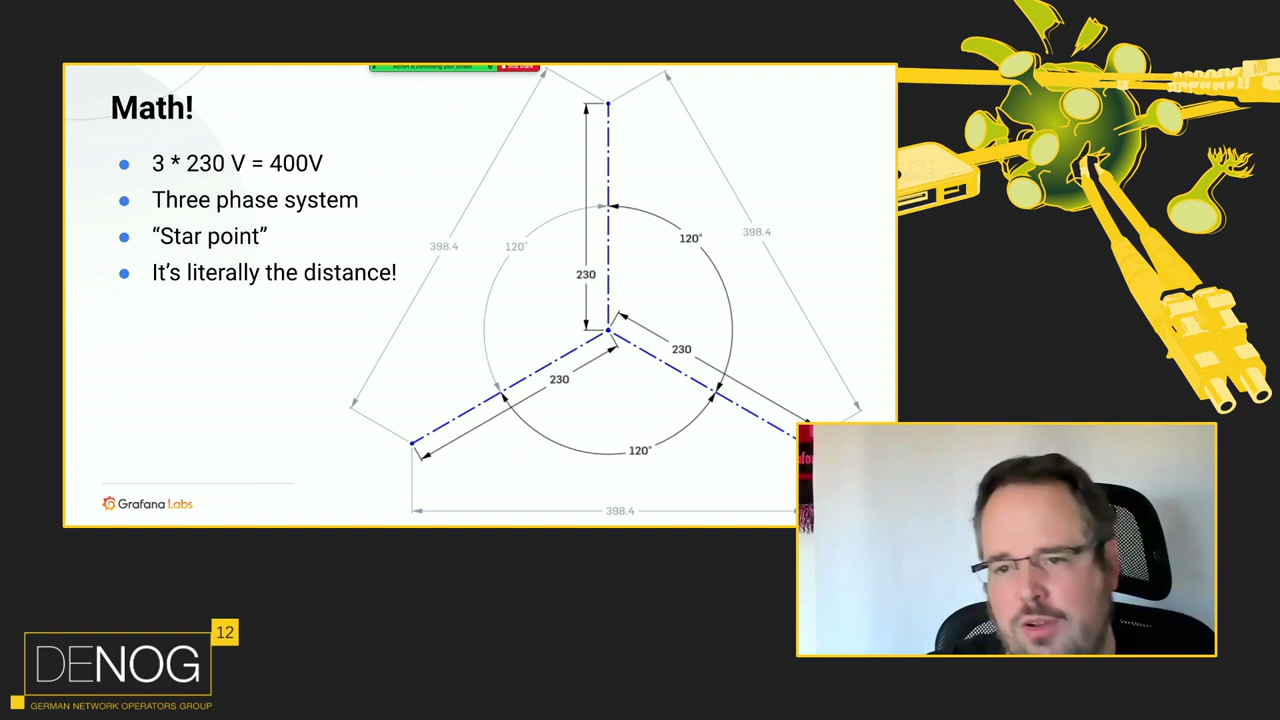 Math!
3 * 230 V = 400V
Three phase system
“Star point”
It’s literally the distance!
398.4
120°
230
120°
398.4
230
230
120°
398.4
Grafana Labs
12
DENOG
GERMAN NETWORK OPERATORS GROUP